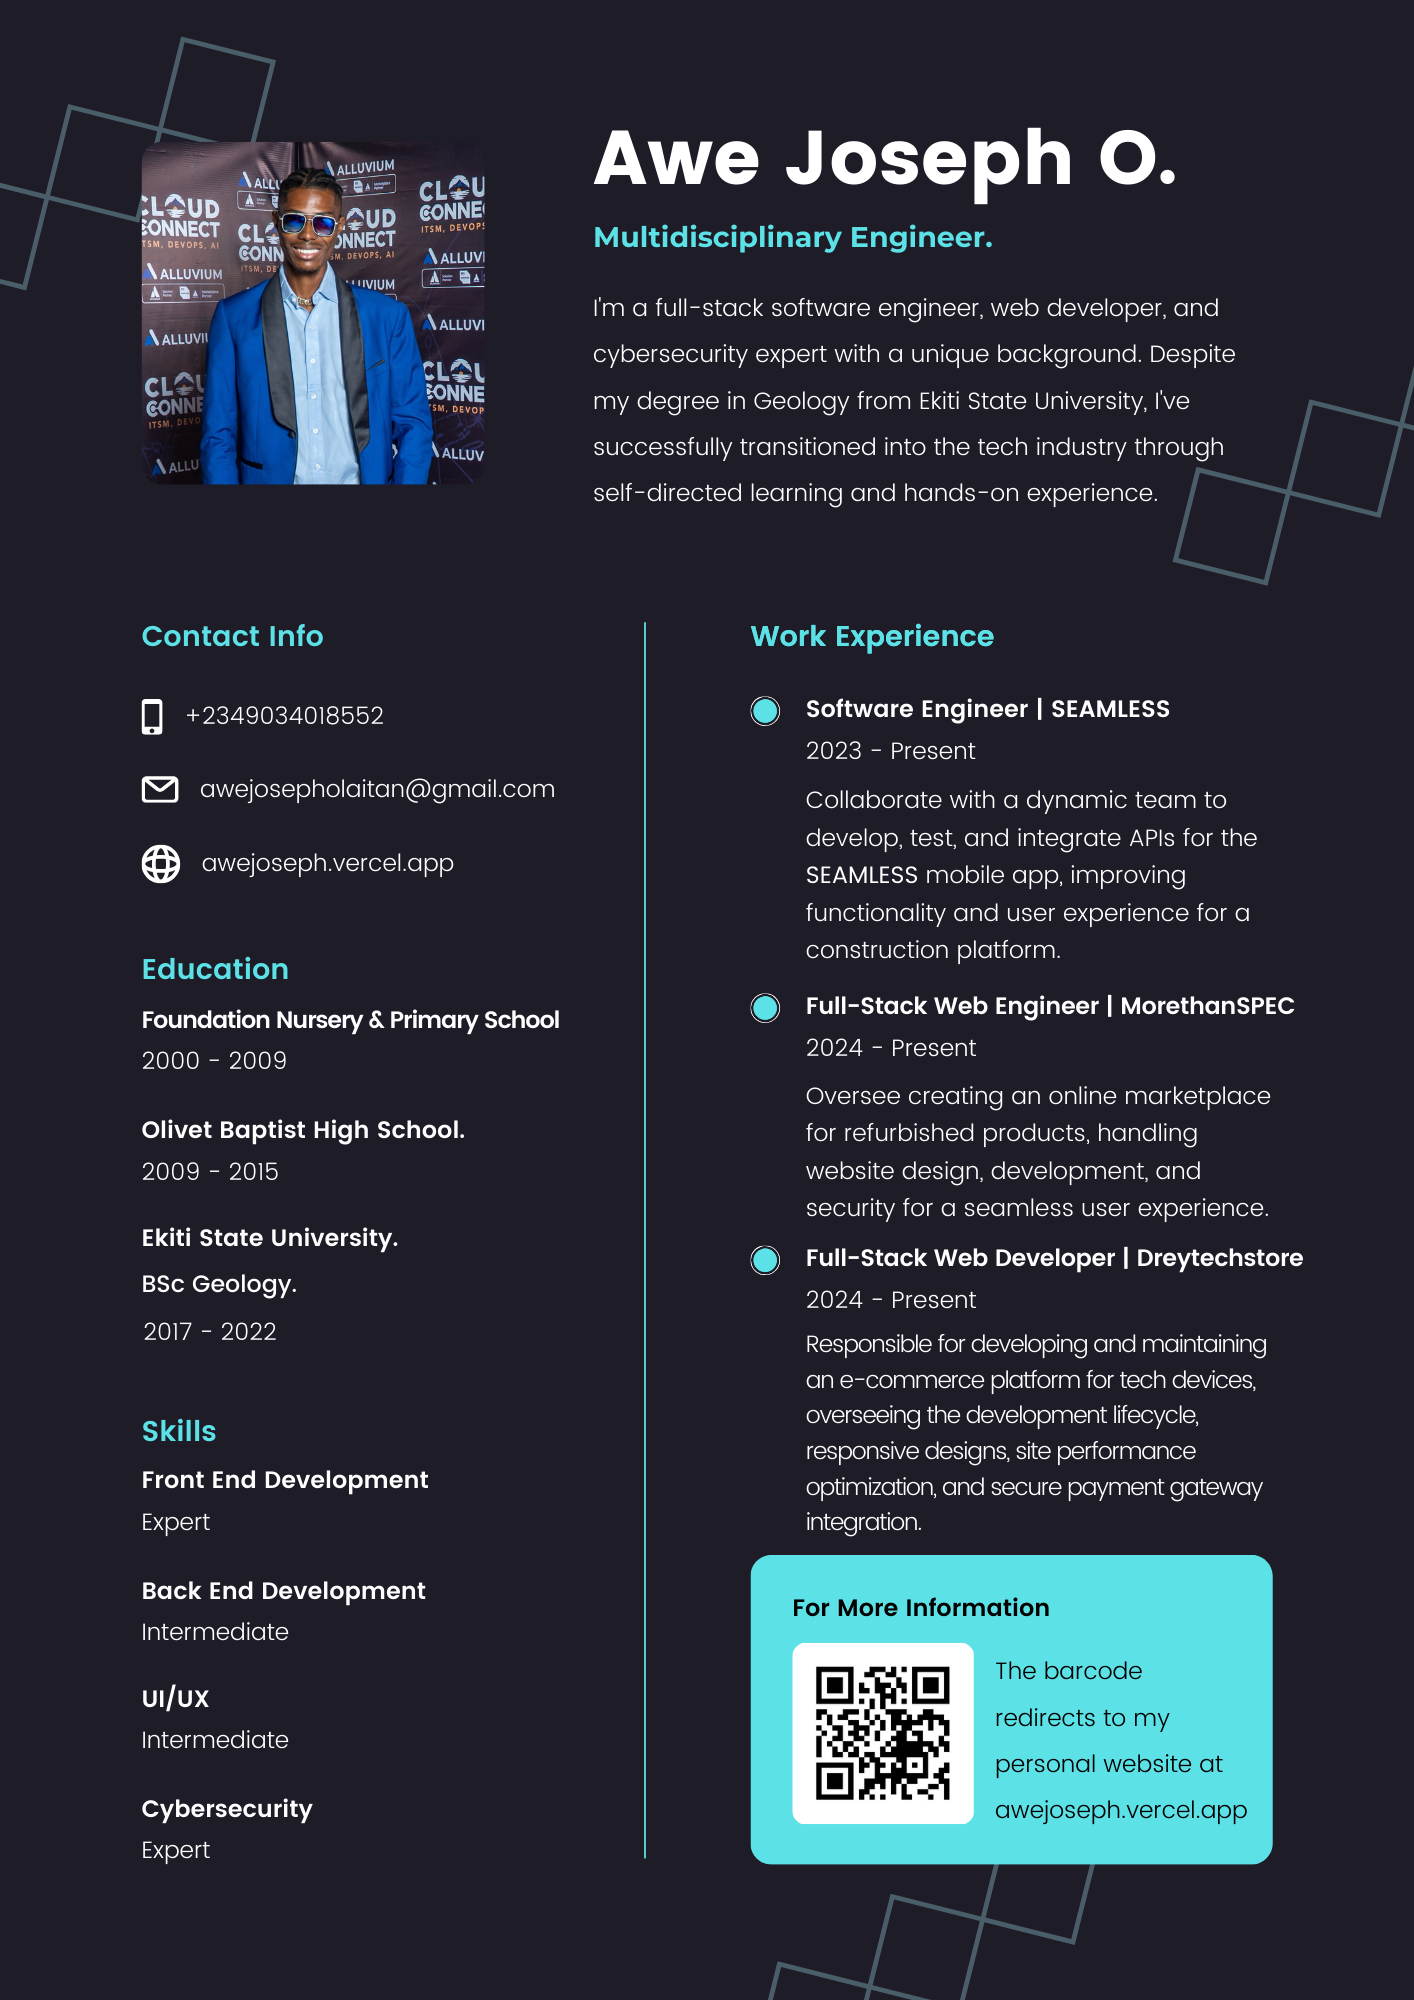 Awe Joseph O.
Multidisciplinary Engineer.
I'm a full-stack software engineer, web developer, and
cybersecurity expert with a unique background. Despite
my degree in Geology from Ekiti State University, I've
successfully transitioned into the tech industry through
self-directed learning and hands-on experience.
ALLUVIUM
CLOUD
CONNECT
ITSM, DEVOPS, AI
ALLUVIUM
ALLUVIUM
Contact Info
+2349034018552
awejosepholaitan@gmail.com
awejoseph.vercel.app
Education
Foundation Nursery & Primary School
2000 - 2009
Olivet Baptist High School.
2009 - 2015
Ekiti State University.
BSc Geology.
2017 - 2022
Skills
Front End Development
Expert
Back End Development
Intermediate
UI/UX
Intermediate
Cybersecurity
Expert
Work Experience
Software Engineer | SEAMLESS
2023 - Present
Collaborate with a dynamic team to
develop, test, and integrate APIs for the
SEAMLESS mobile app, improving
functionality and user experience for a
construction platform.
Full-Stack Web Engineer | MorethanSPEC
2024 - Present
Oversee creating an online marketplace
for refurbished products, handling
website design, development, and
security for a seamless user experience.
Full-Stack Web Developer | Dreytechstore
2024 - Present
Responsible for developing and maintaining
an e-commerce platform for tech devices,
overseeing the development lifecycle,
responsive designs, site performance
optimization, and secure payment gateway
integration.
For More Information
The barcode
redirects to my
personal website at
awejoseph.vercel.app